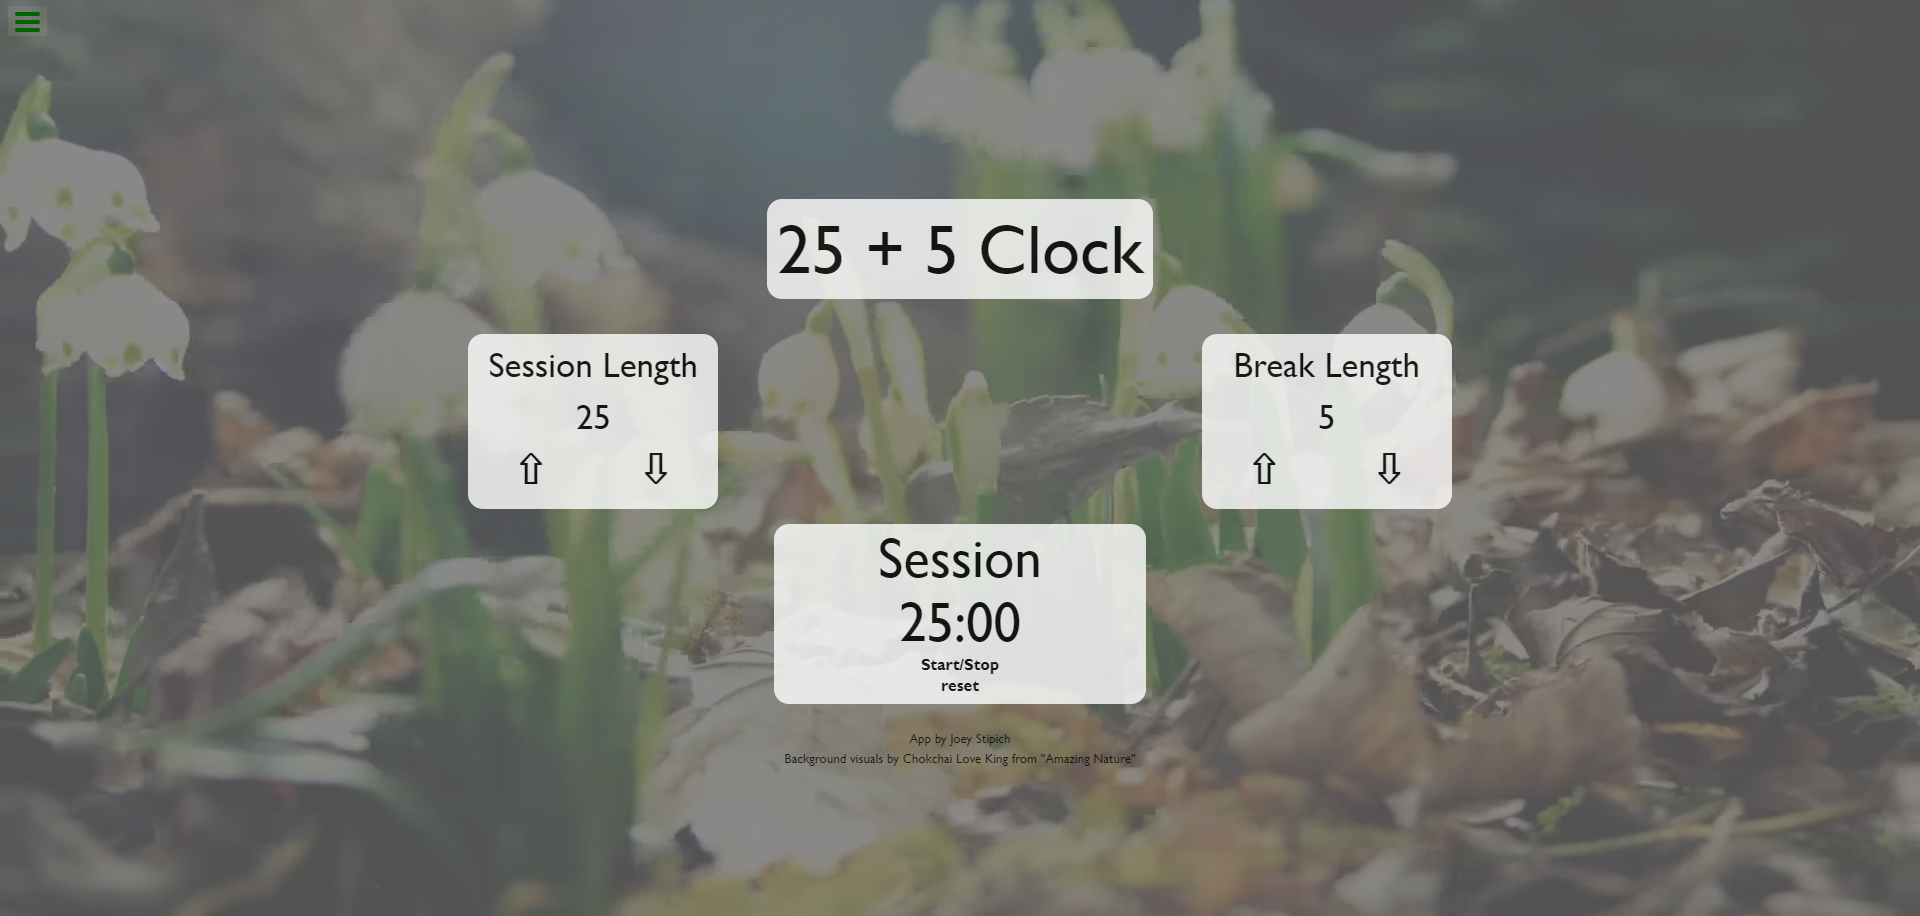 25 + 5 Clock
Session Length
25
⇧ ⇩
Break Length
5
⇧ ⇩
Session
25:00
Start/Stop
reset
App by Joey Stipich
Background visuals by Chokchai Love King from "Amazing Nature"